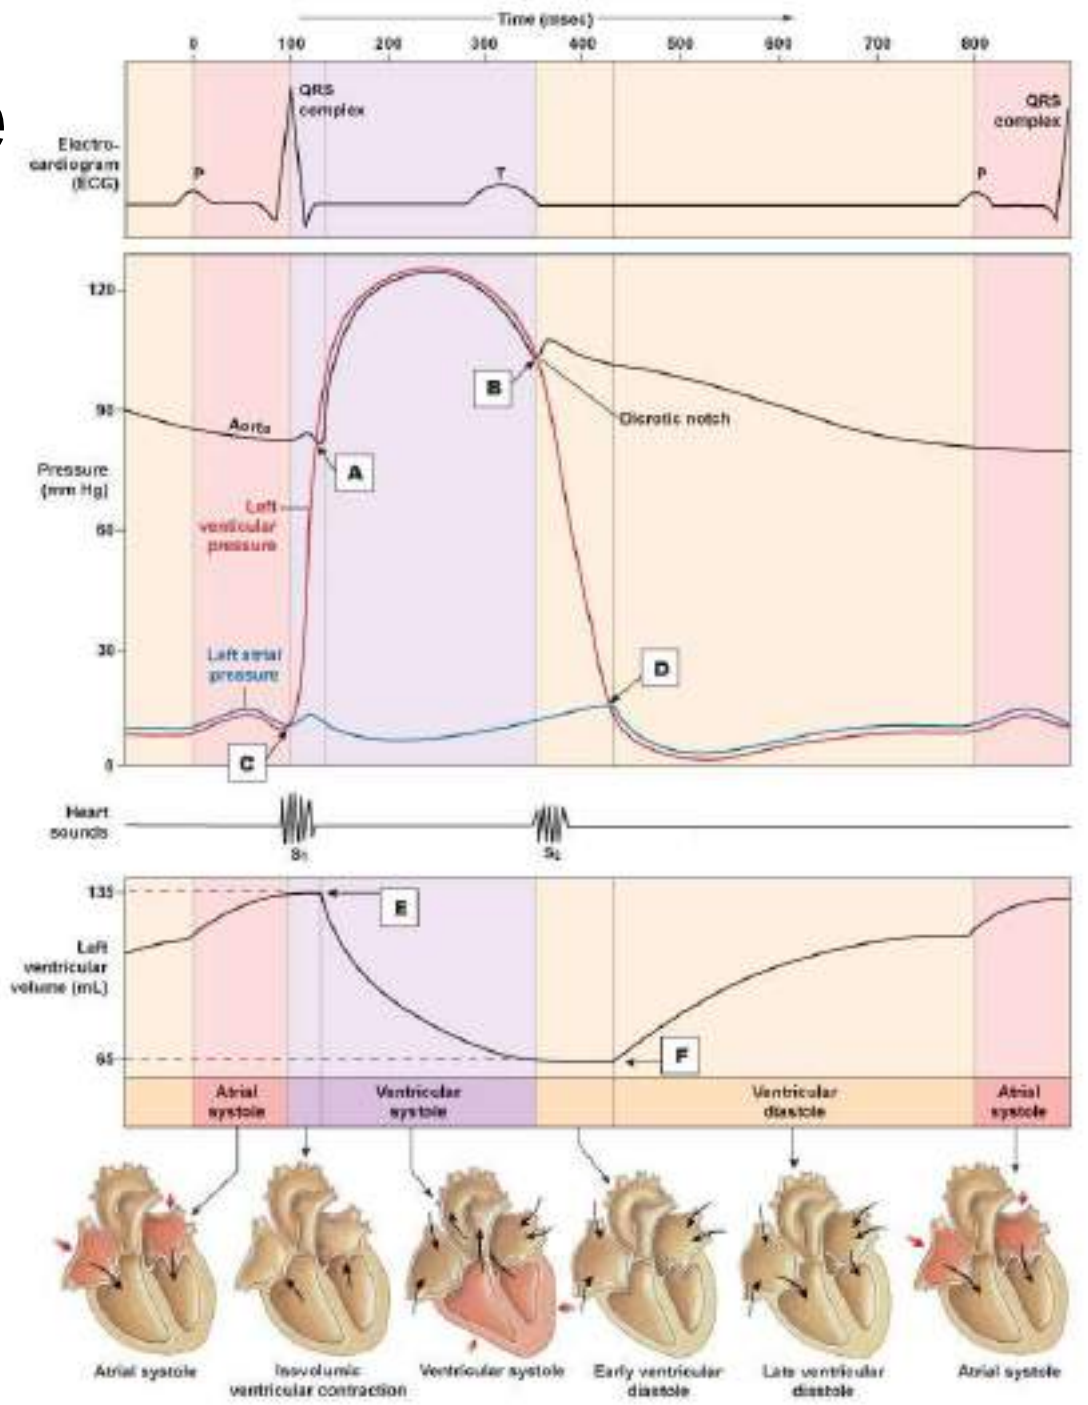 e
Time (msec)
0 100 200 300 400 500 600 700 800
QRS
complex
QRS
complex
Electro-
cardiogram
(ECG)
P
T
P
120
B
90
Aorta
Dicrotic notch
A
Pressure
(mm Hg)
Left
venticular
pressure
60
30
Left atrial
pressure
D
C
0
Heart
sounds
S1
S2
135
E
Left
ventricular
volume (mL)
65
F
Atrial
systole
Ventricular
systole
Ventricular
diastole
Atrial
systole
Atrial systole
Isovolumic
ventricular contraction
Ventricular systole
Early ventricular
diastole
Late ventricular
diastole
Atrial systole